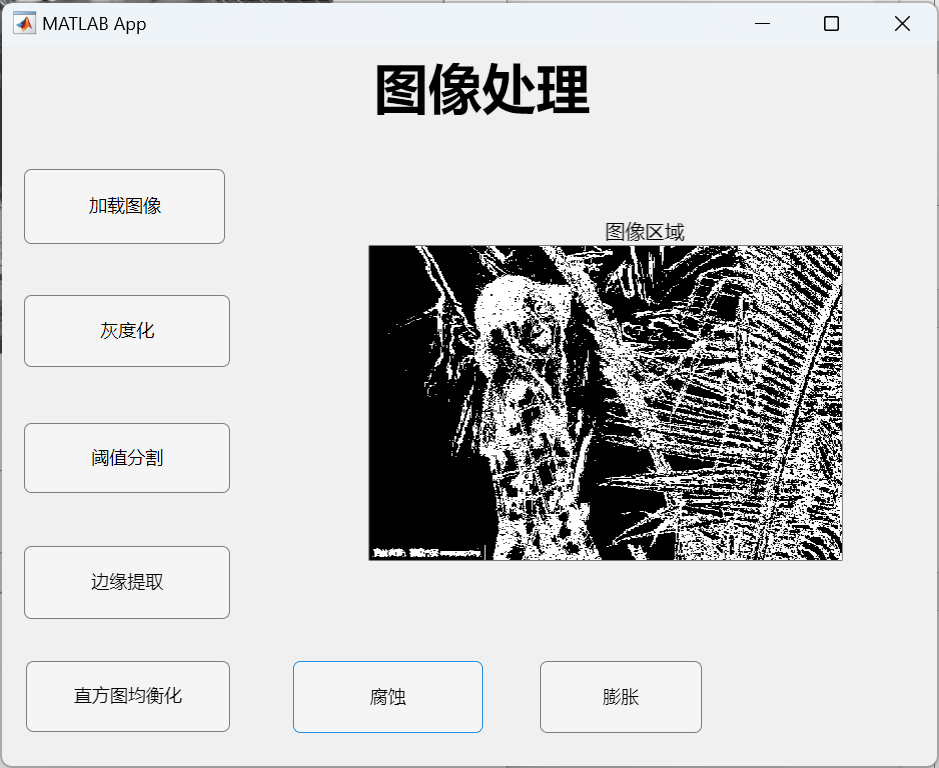 MATLAB App
图像处理
加载图像
图像区域
灰度化
阈值分割
边缘提取
直方图均衡化
腐蚀
膨胀